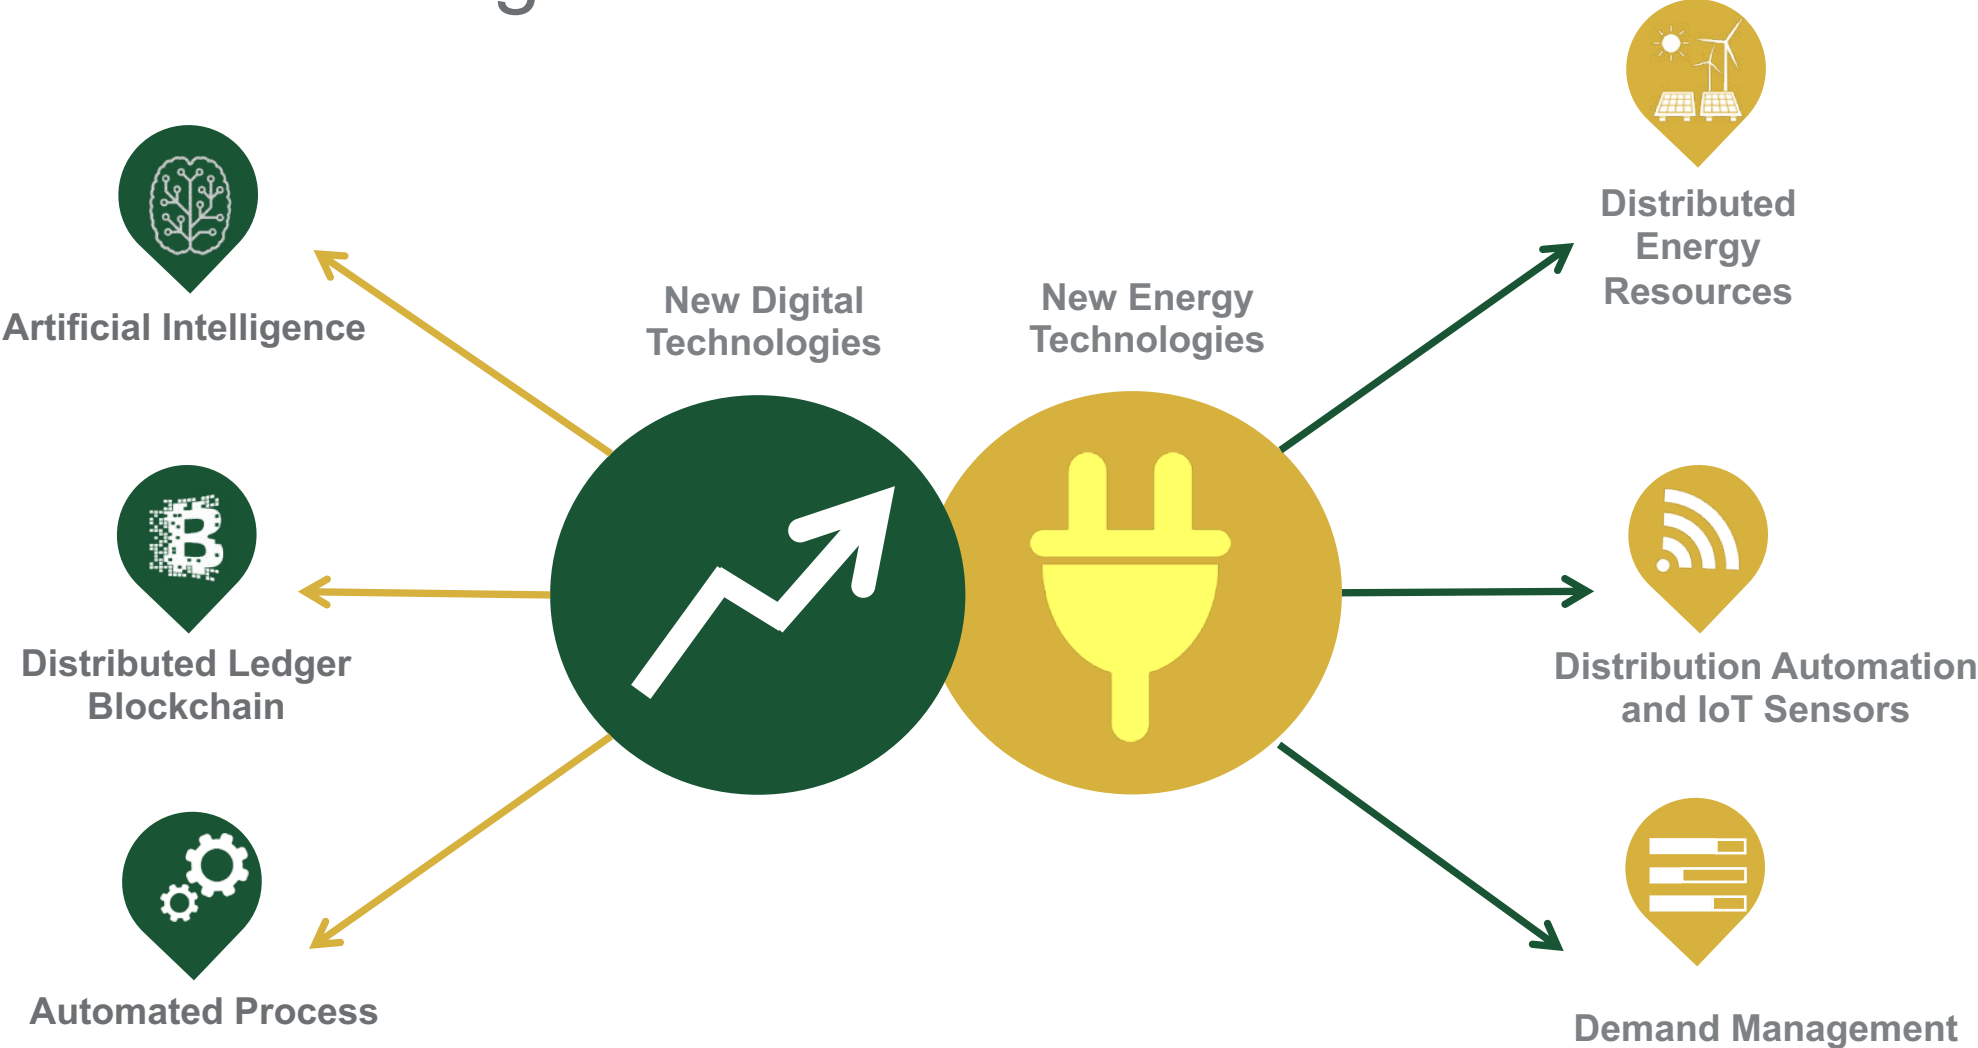 Artificial Intelligence
Distributed Ledger
Blockchain
Automated Process
New Digital
Technologies
New Energy
Technologies
Distributed
Energy
Resources
Distribution Automation
and IoT Sensors
Demand Management